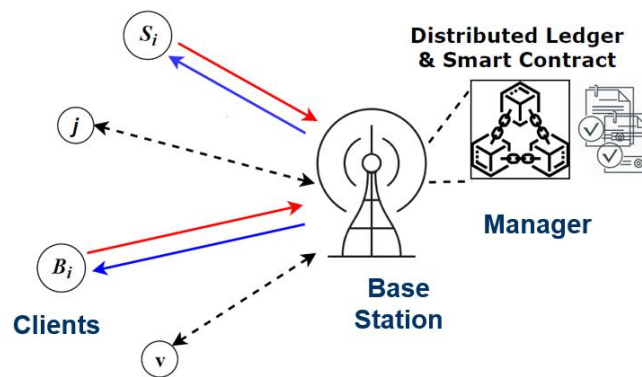 S_i
Distributed Ledger
& Smart Contract
j
Manager
B_i
Base
Station
Clients
v